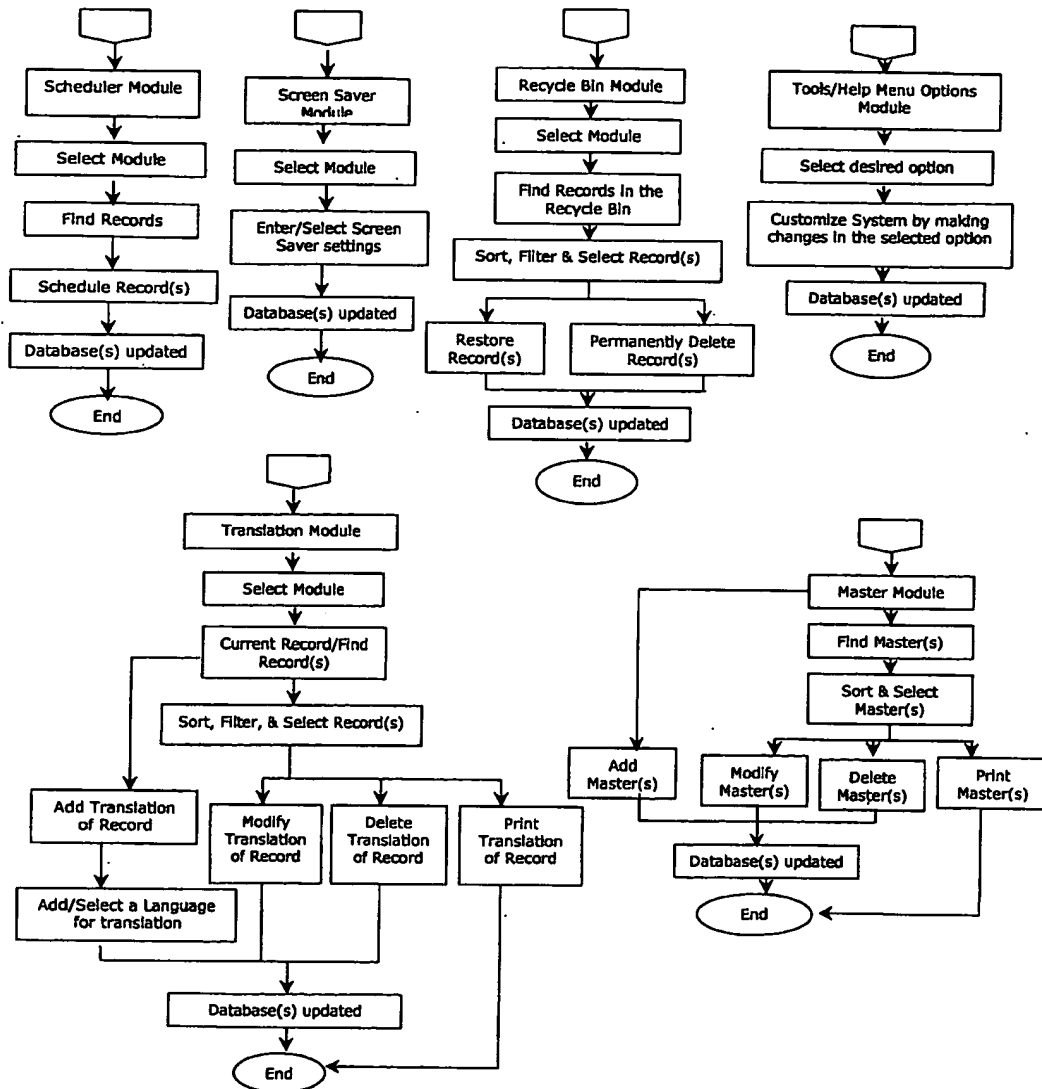 Scheduler Module
Select Module
Find Records
Schedule Record(s)
Database(s) updated
End
Screen Saver
Module
Select Module
Enter/Select Screen
Saver settings
Database(s) updated
End
Recycle Bin Module
Select Module
Find Records in the
Recycle Bin
Sort, Filter & Select Record(s)
Restore
Record(s)
Permanently Delete
Record(s)
Database(s) updated
End
Tools/Help Menu Options
Module
Select desired option
Customize System by making
changes in the selected option
Database(s) updated
End
Translation Module
Select Module
Current Record/Find
Record(s)
Sort, Filter, & Select Record(s)
Add Translation
of Record
Modify
Translation
of Record
Delete
Translation
of Record
Print
Translation
of Record
Add/Select a Language
for translation
Database(s) updated
End
Master Module
Find Master(s)
Sort & Select
Master(s)
Add
Master(s)
Modify
Master(s)
Delete
Master(s)
Print
Master(s)
Database(s) updated
End